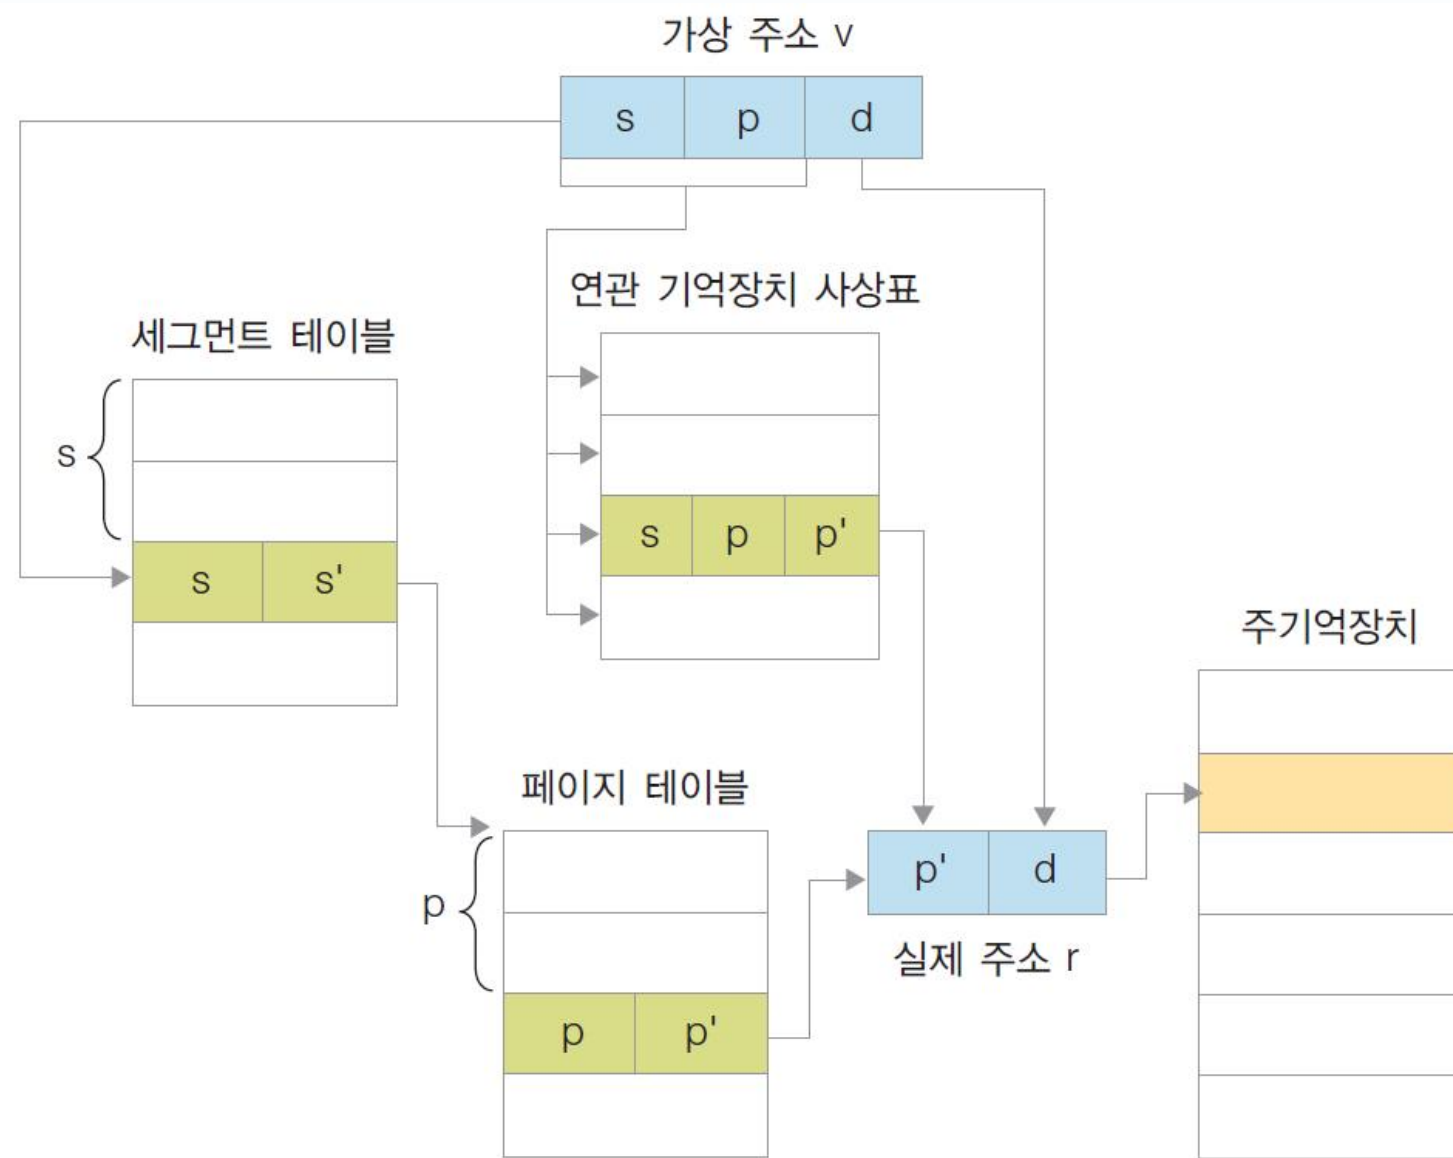 가상 주소 v
s p d
연관 기억장치 사상표
세그먼트 테이블
s
s p p'
s s'
주기억장치
페이지 테이블
p' d
p
실제 주소 r
p p'